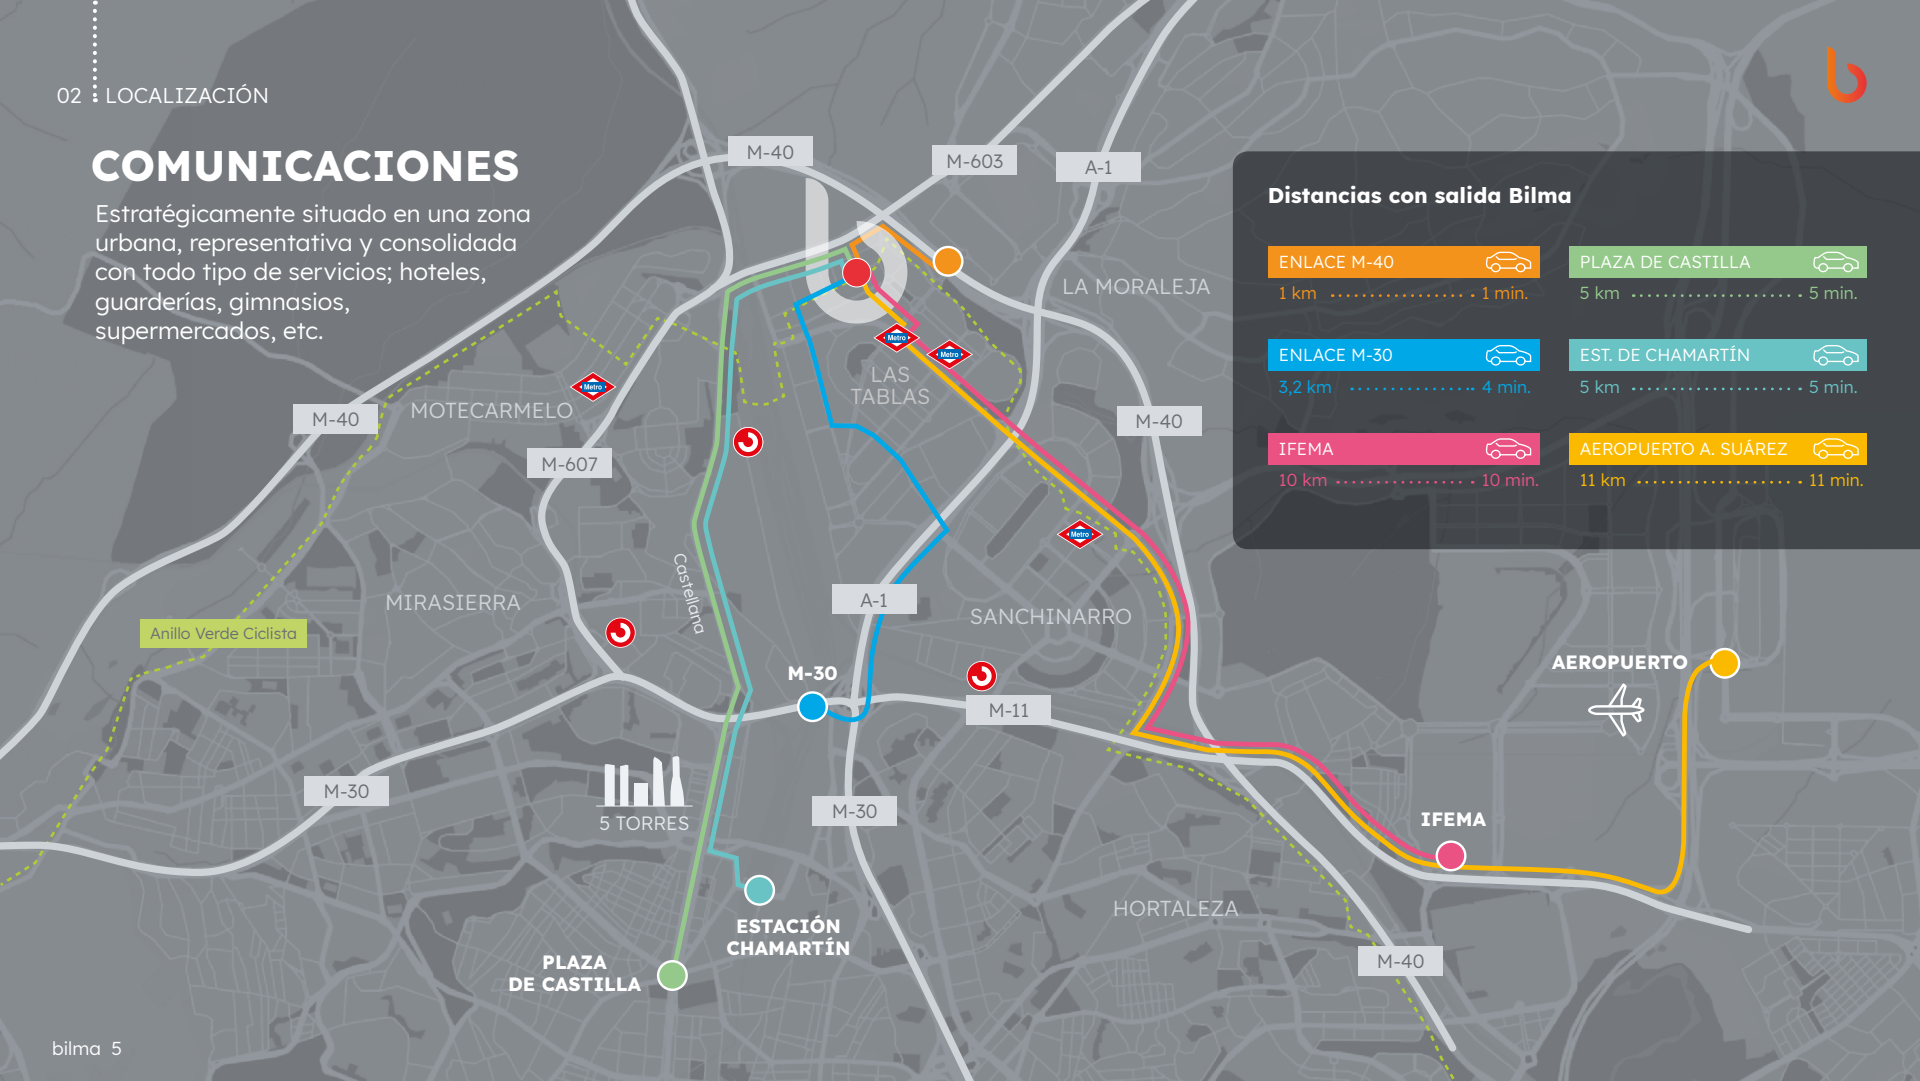 02 LOCALIZACIÓN
COMUNICACIONES
Estratégicamente situado en una zona
urbana, representativa y consolidada
con todo tipo de servicios; hoteles,
guarderías, gimnasios,
supermercados, etc.
Distancias con salida Bilma
ENLACE M-40
1 km 1 min.
PLAZA DE CASTILLA
5 km 5 min.
ENLACE M-30
3,2 km 4 min.
EST. DE CHAMARTÍN
5 km 5 min.
IFEMA
10 km 10 min.
AEROPUERTO A. SUÁREZ
11 km 11 min.
M-40
M-603
A-1
LA MORALEJA
Metro
Metro
LAS
TABLAS
Metro
MOTECARMELO
M-40
M-40
M-607
Metro
Castellana
A-1
MIRASIERRA
SANCHINARRO
Anillo Verde Ciclista
M-30
AEROPUERTO
M-11
M-30
5 TORRES
M-30
IFEMA
HORTALEZA
ESTACIÓN
CHAMARTÍN
PLAZA
DE CASTILLA
M-40
bilma 5